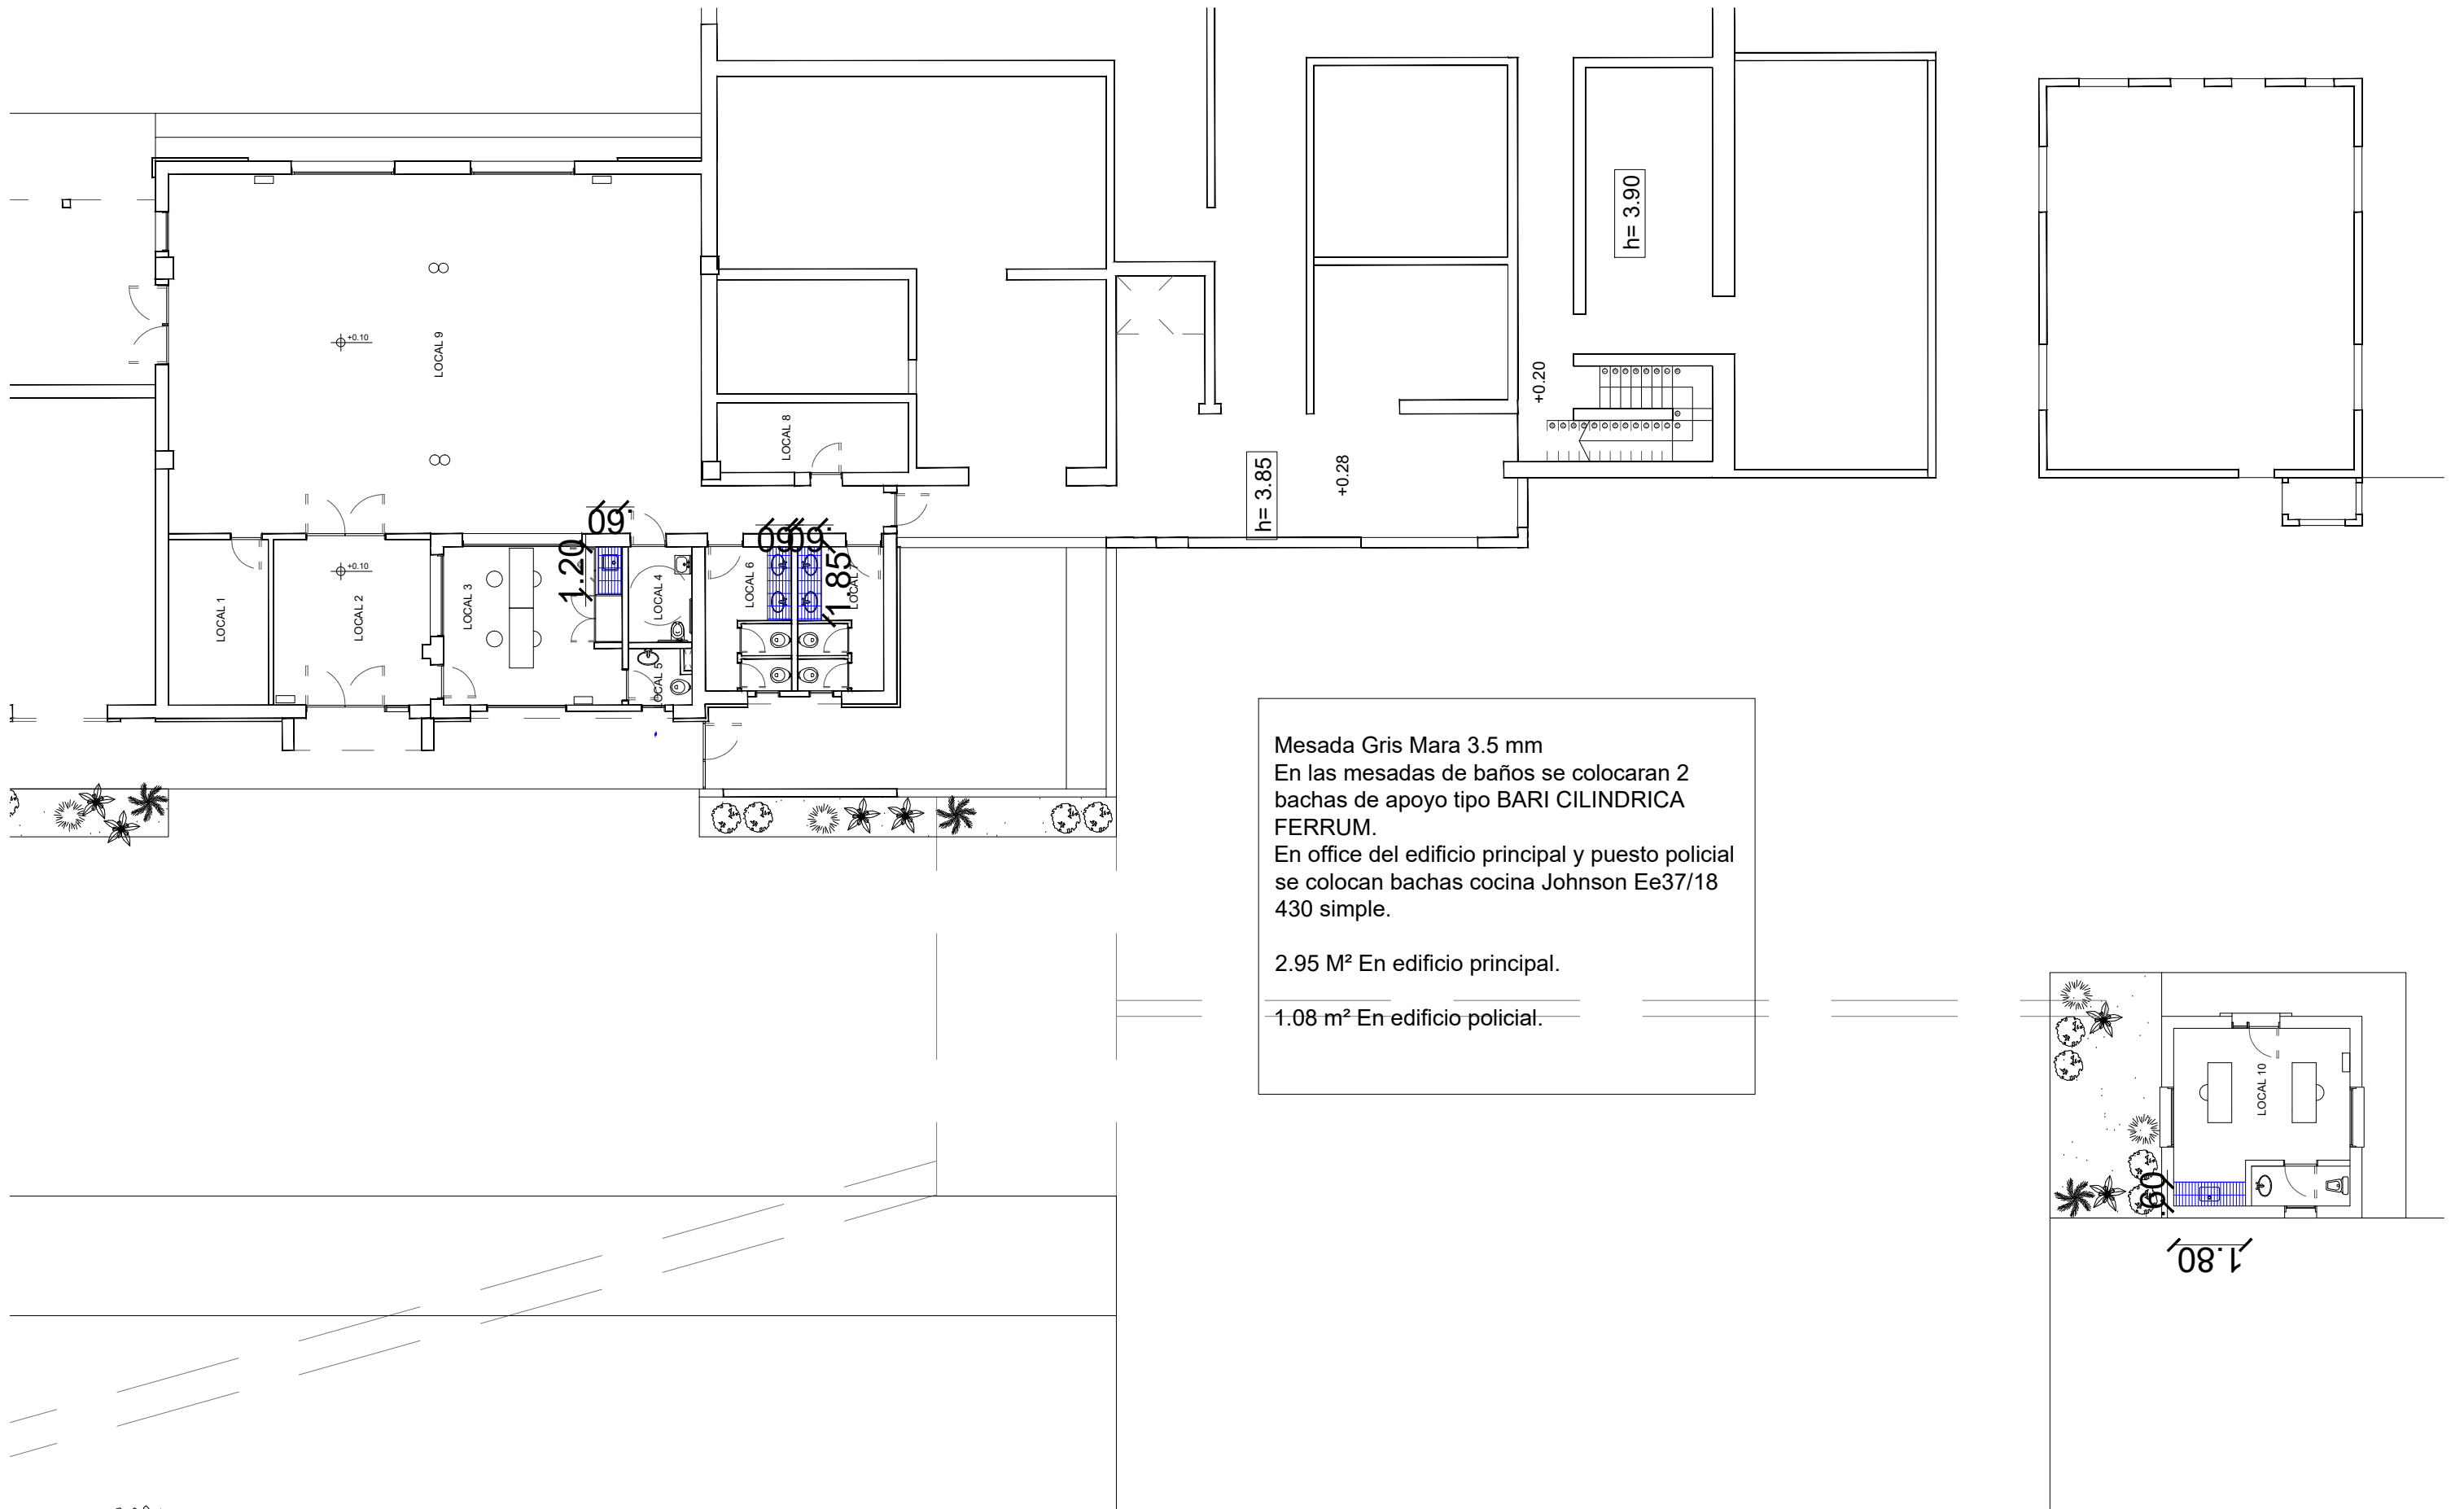 h= 3.90
+0.10
LOCAL 9
+0.20
LOCAL 8
h= 3.85
+0.28
.60
.60
.60
1.20
1.85
+0.10
LOCAL 1
LOCAL 2
LOCAL 3
LOCAL 4
LOCAL 5
LOCAL 6
Mesada Gris Mara 3.5 mm
En las mesadas de baños se colocaran 2
bachas de apoyo tipo BARI CILINDRICA
FERRUM.
En office del edificio principal y puesto policial
se colocan bachas cocina Johnson Ee37/18
430 simple.
2.95 M² En edificio principal.
1.08 m² En edificio policial.
LOCAL 10
.60
1.80